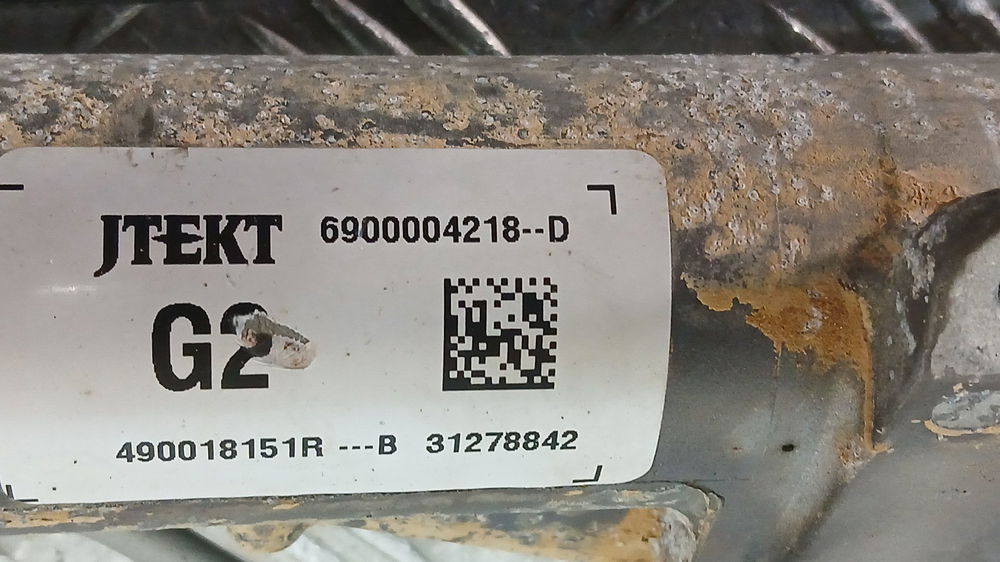 JTEKT 6900004218--D
G2
490018151R ---B 31278842